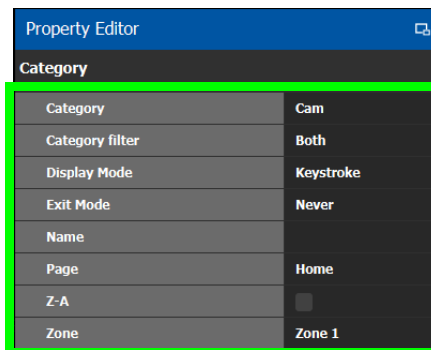 Property Editor
Category
Category Cam
Category filter Both
Display Mode Keystroke
Exit Mode Never
Name
Page Home
Z-A
Zone Zone 1